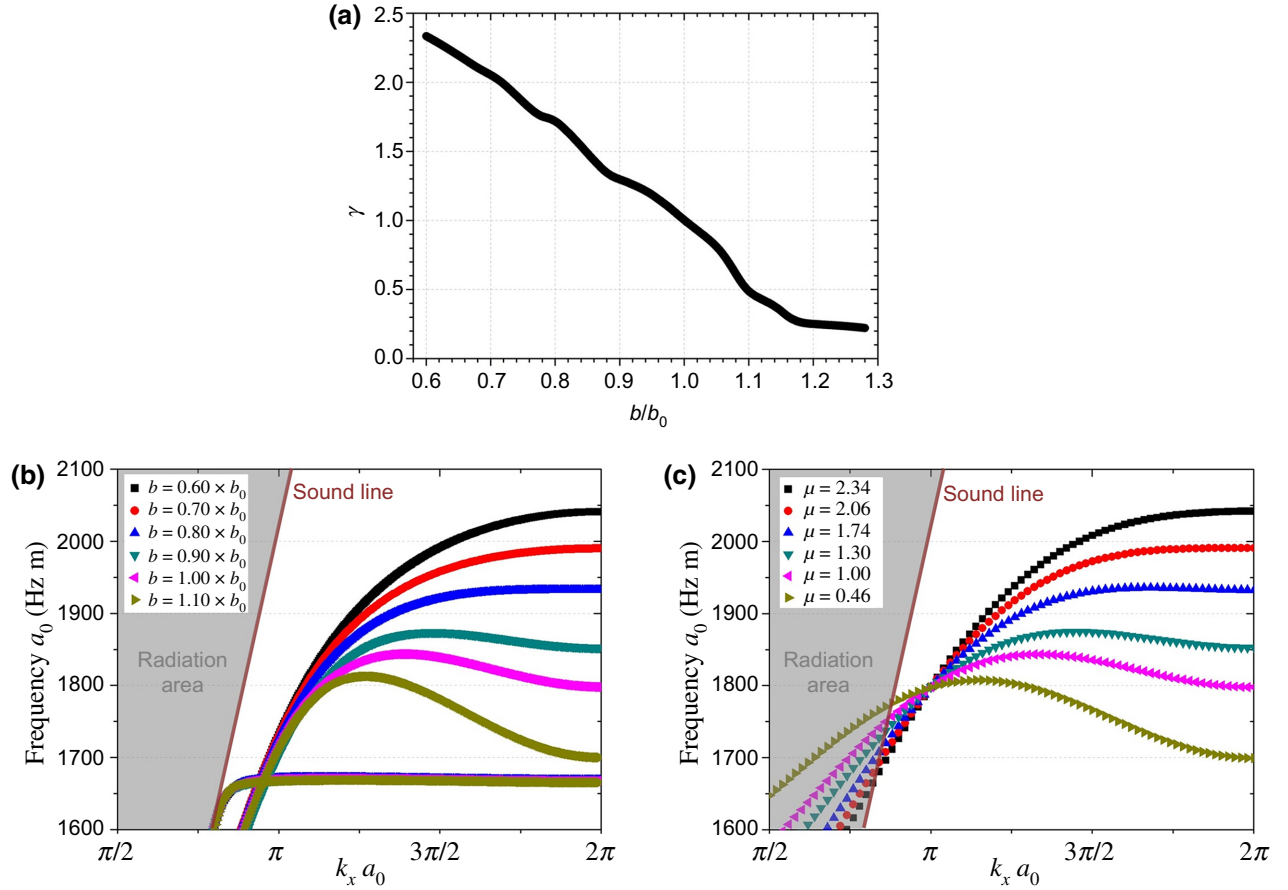 (a)
2.5
2.0
1.5
1.0
0.5
0.0
γ
0.6 0.7 0.8 0.9 1.0 1.1 1.2 1.3
b/b₀
(b)
2100
2000
1900
1800
1700
1600
Frequency a₀ (Hz m)
b = 0.60 × b₀
b = 0.70 × b₀
b = 0.80 × b₀
b = 0.90 × b₀
b = 1.00 × b₀
b = 1.10 × b₀
Sound line
Radiation
area
π/2 π 3π/2 2π
kₓ a₀
(c)
2100
2000
1900
1800
1700
1600
Frequency a₀ (Hz m)
μ = 2.34
μ = 2.06
μ = 1.74
μ = 1.30
μ = 1.00
μ = 0.46
Sound line
Radiation
area
π/2 π 3π/2 2π
kₓ a₀